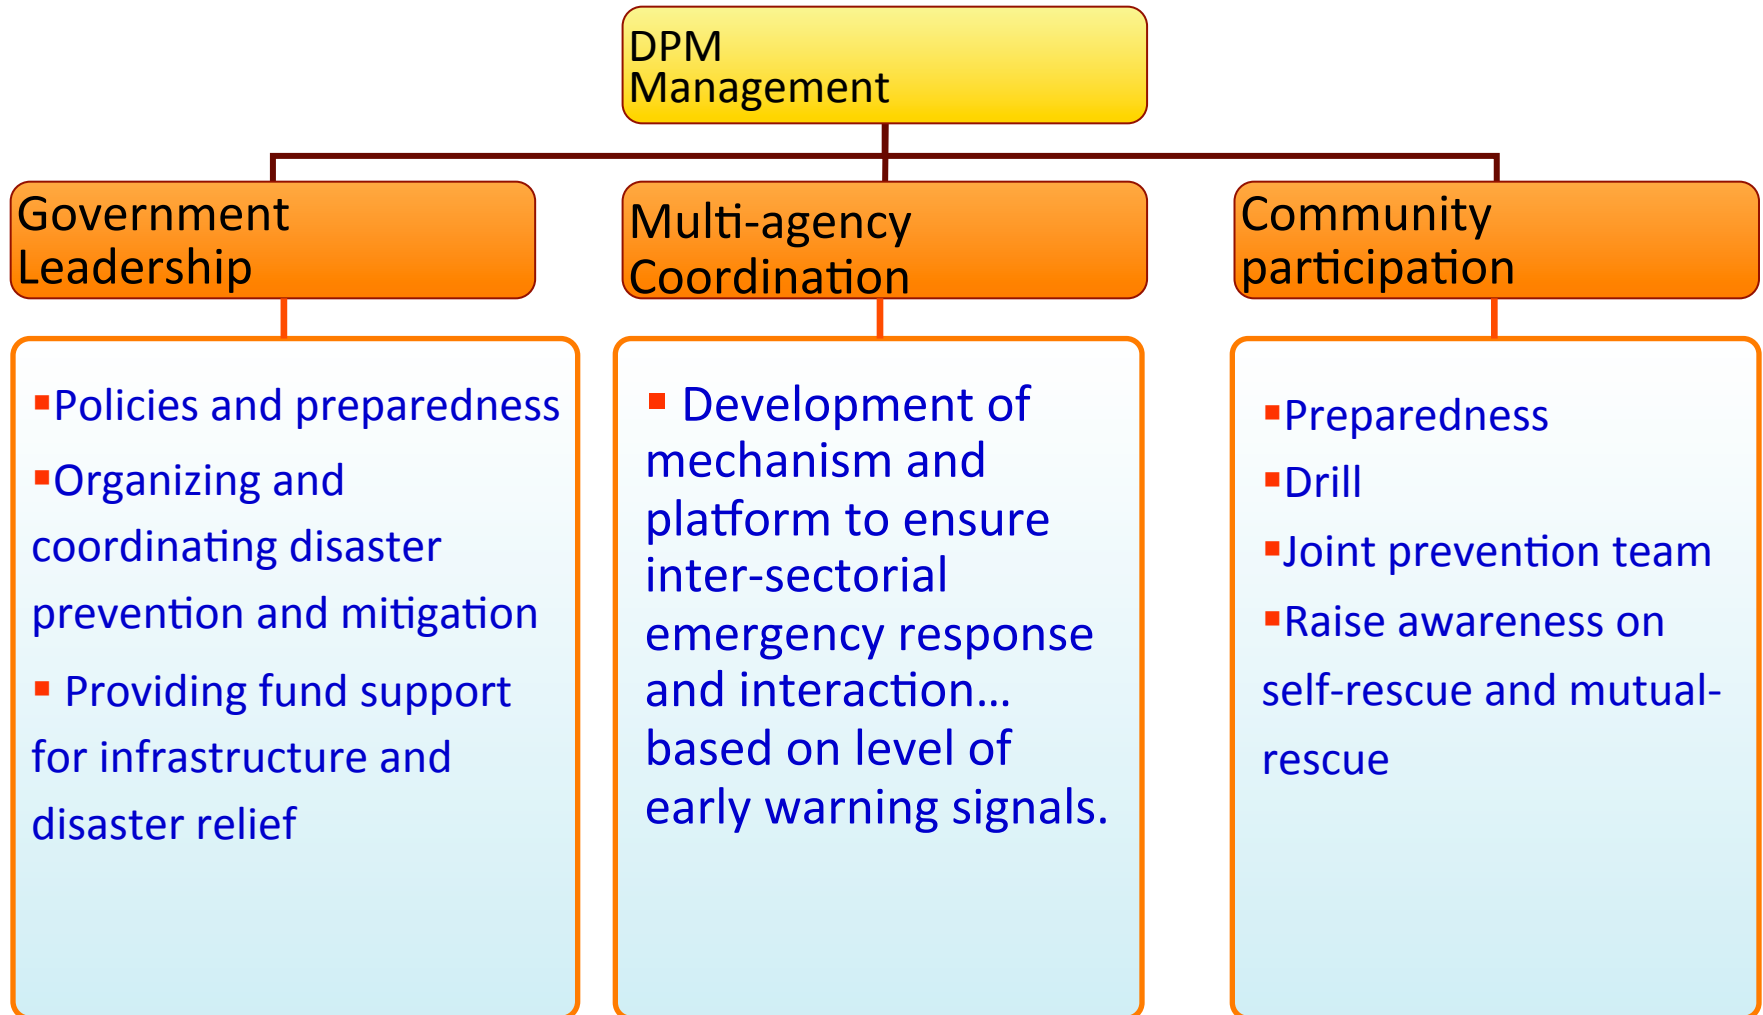 DPM
Management
Government
Leadership
Multi-agency
Coordination
Community
participation
▪Policies and preparedness
▪Organizing and
coordinating disaster
prevention and mitigation
▪ Providing fund support
for infrastructure and
disaster relief
▪ Development of
mechanism and
platform to ensure
inter-sectorial
emergency response
and interaction…
based on level of
early warning signals.
▪Preparedness
▪Drill
▪Joint prevention team
▪Raise awareness on
self-rescue and mutual-
rescue